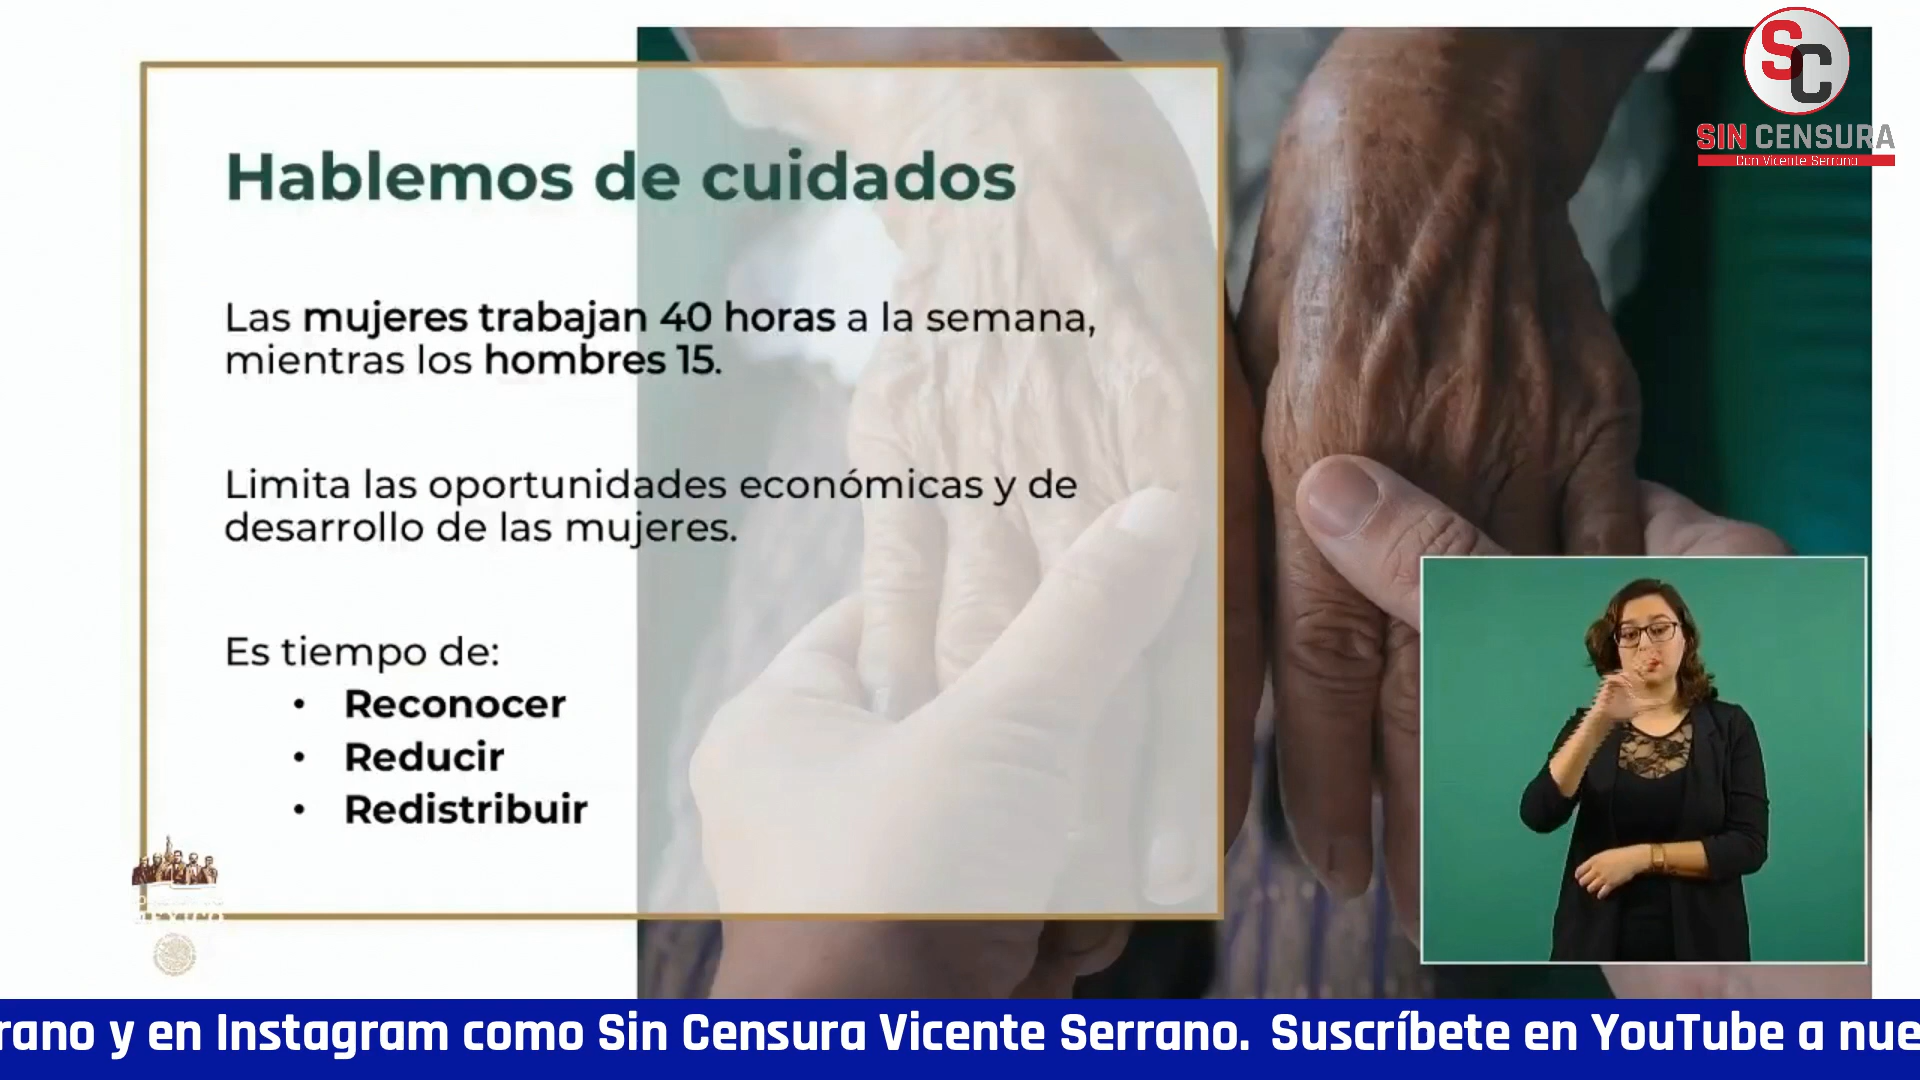 SC
SIN CENSURA
Con Vicente Serrano
Hablemos de cuidados
Las mujeres trabajan 40 horas a la semana,
mientras los hombres 15.
Limita las oportunidades económicas y de
desarrollo de las mujeres.
Es tiempo de:
• Reconocer
• Reducir
• Redistribuir
MÉXICO
rano y en Instagram como Sin Censura Vicente Serrano. Suscríbete en YouTube a nue